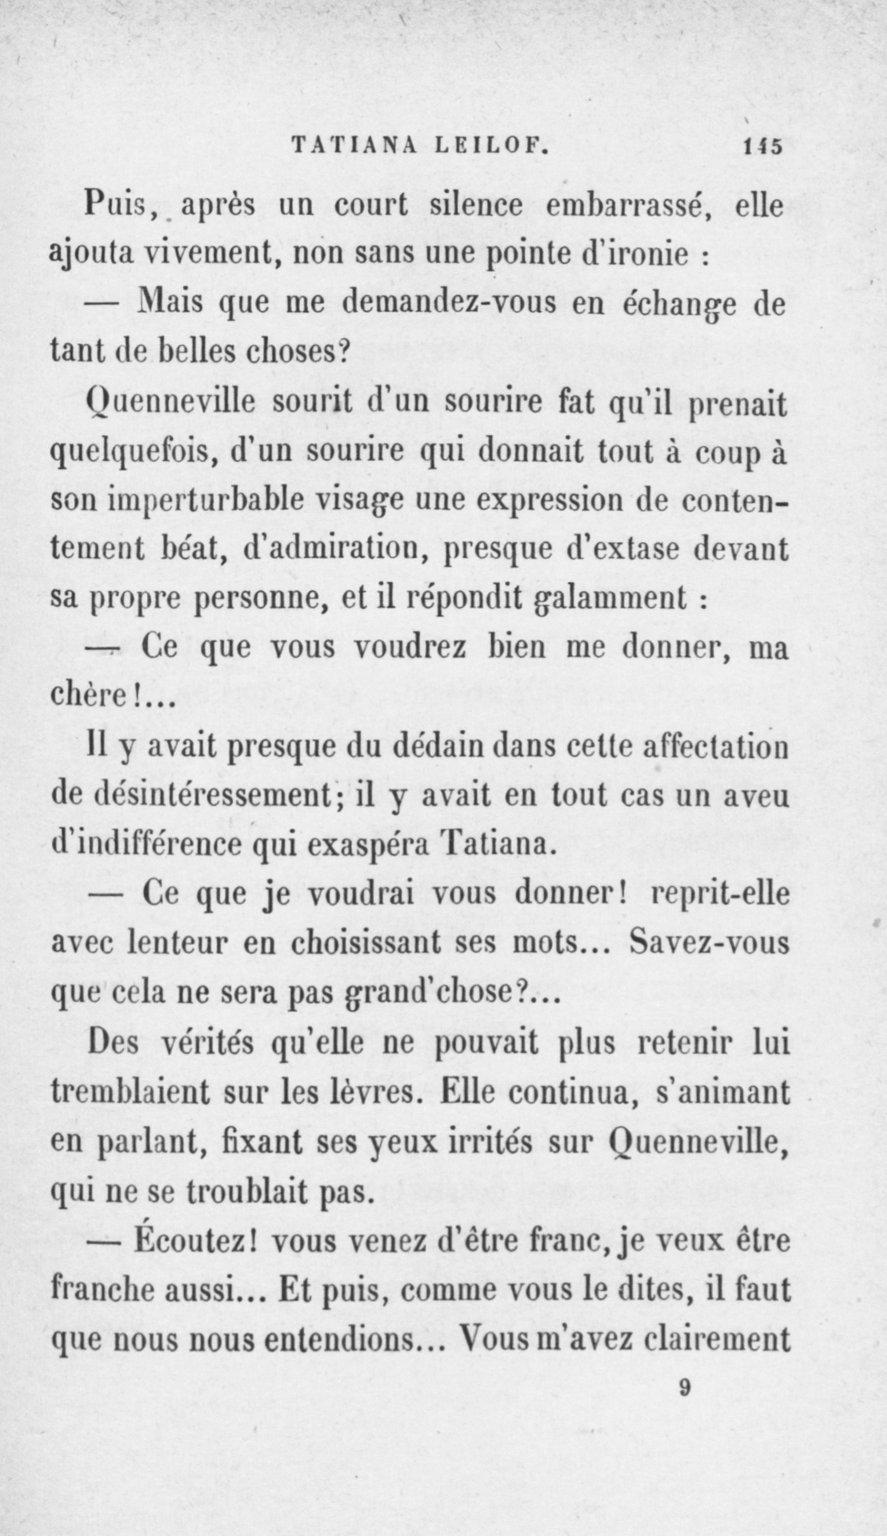 TATIANA LEILOF. 145
Puis, après un court silence embarrassé, elle
ajouta vivement, non sans une pointe d'ironie :
— Mais que me demandez-vous en échange de
tant de belles choses?
Quenneville sourit d'un sourire fat qu'il prenait
quelquefois, d'un sourire qui donnait tout à coup à
son imperturbable visage une expression de conten-
tement béat, d'admiration, presque d'extase devant
sa propre personne, et il répondit galamment :
— Ce que vous voudrez bien me donner, ma
chère!...
Il y avait presque du dédain dans cette affectation
de désintéressement; il y avait en tout cas un aveu
d'indifférence qui exaspéra Tatiana.
— Ce que je voudrai vous donner! reprit-elle
avec lenteur en choisissant ses mots... Savez-vous
que cela ne sera pas grand'chose?...
Des vérités qu'elle ne pouvait plus retenir lui
tremblaient sur les lèvres. Elle continua, s'animant
en parlant, fixant ses yeux irrités sur Quenneville,
qui ne se troublait pas.
— Écoutez! vous venez d'être franc, je veux être
franche aussi... Et puis, comme vous le dites, il faut
que nous nous entendions... Vous m'avez clairement
9